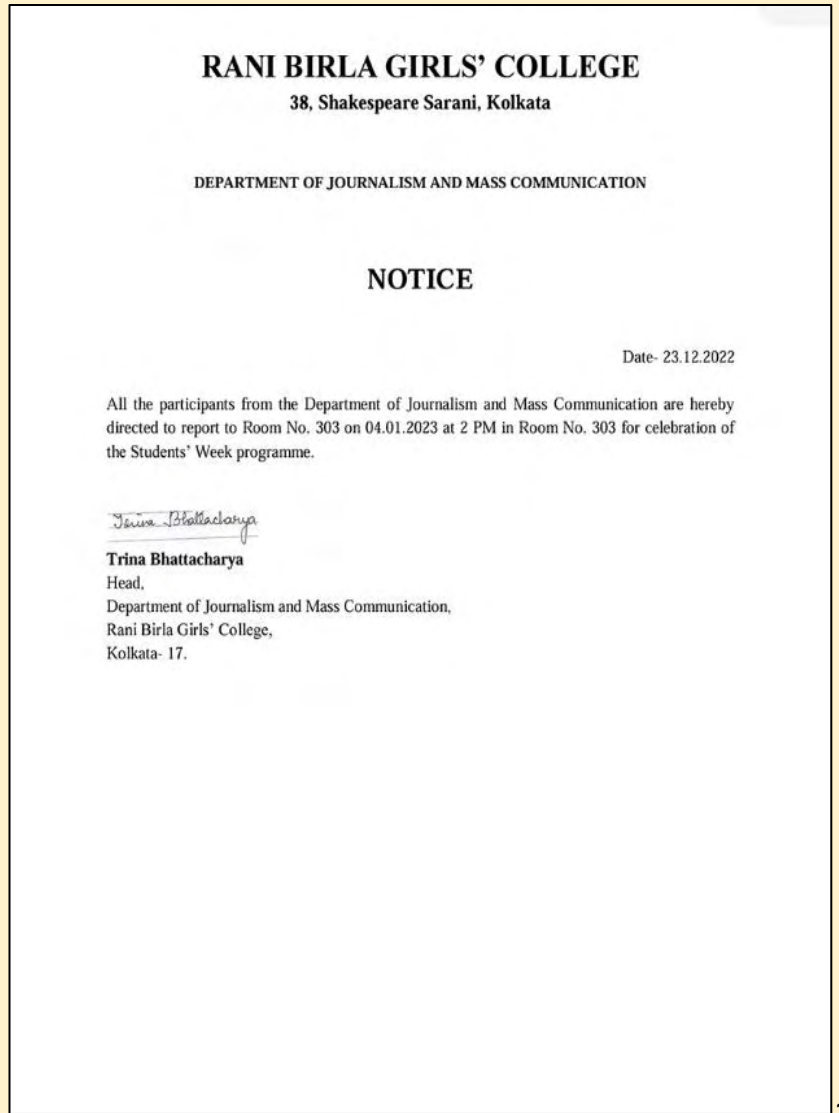 RANI BIRLA GIRLS’ COLLEGE
38, Shakespeare Sarani, Kolkata
DEPARTMENT OF JOURNALISM AND MASS COMMUNICATION
NOTICE
Date- 23.12.2022
All the participants from the Department of Journalism and Mass Communication are hereby
directed to report to Room No. 303 on 04.01.2023 at 2 PM in Room No. 303 for celebration of
the Students’ Week programme.
Trina Bhattacharya
Trina Bhattacharya
Head,
Department of Journalism and Mass Communication,
Rani Birla Girls’ College,
Kolkata- 17.